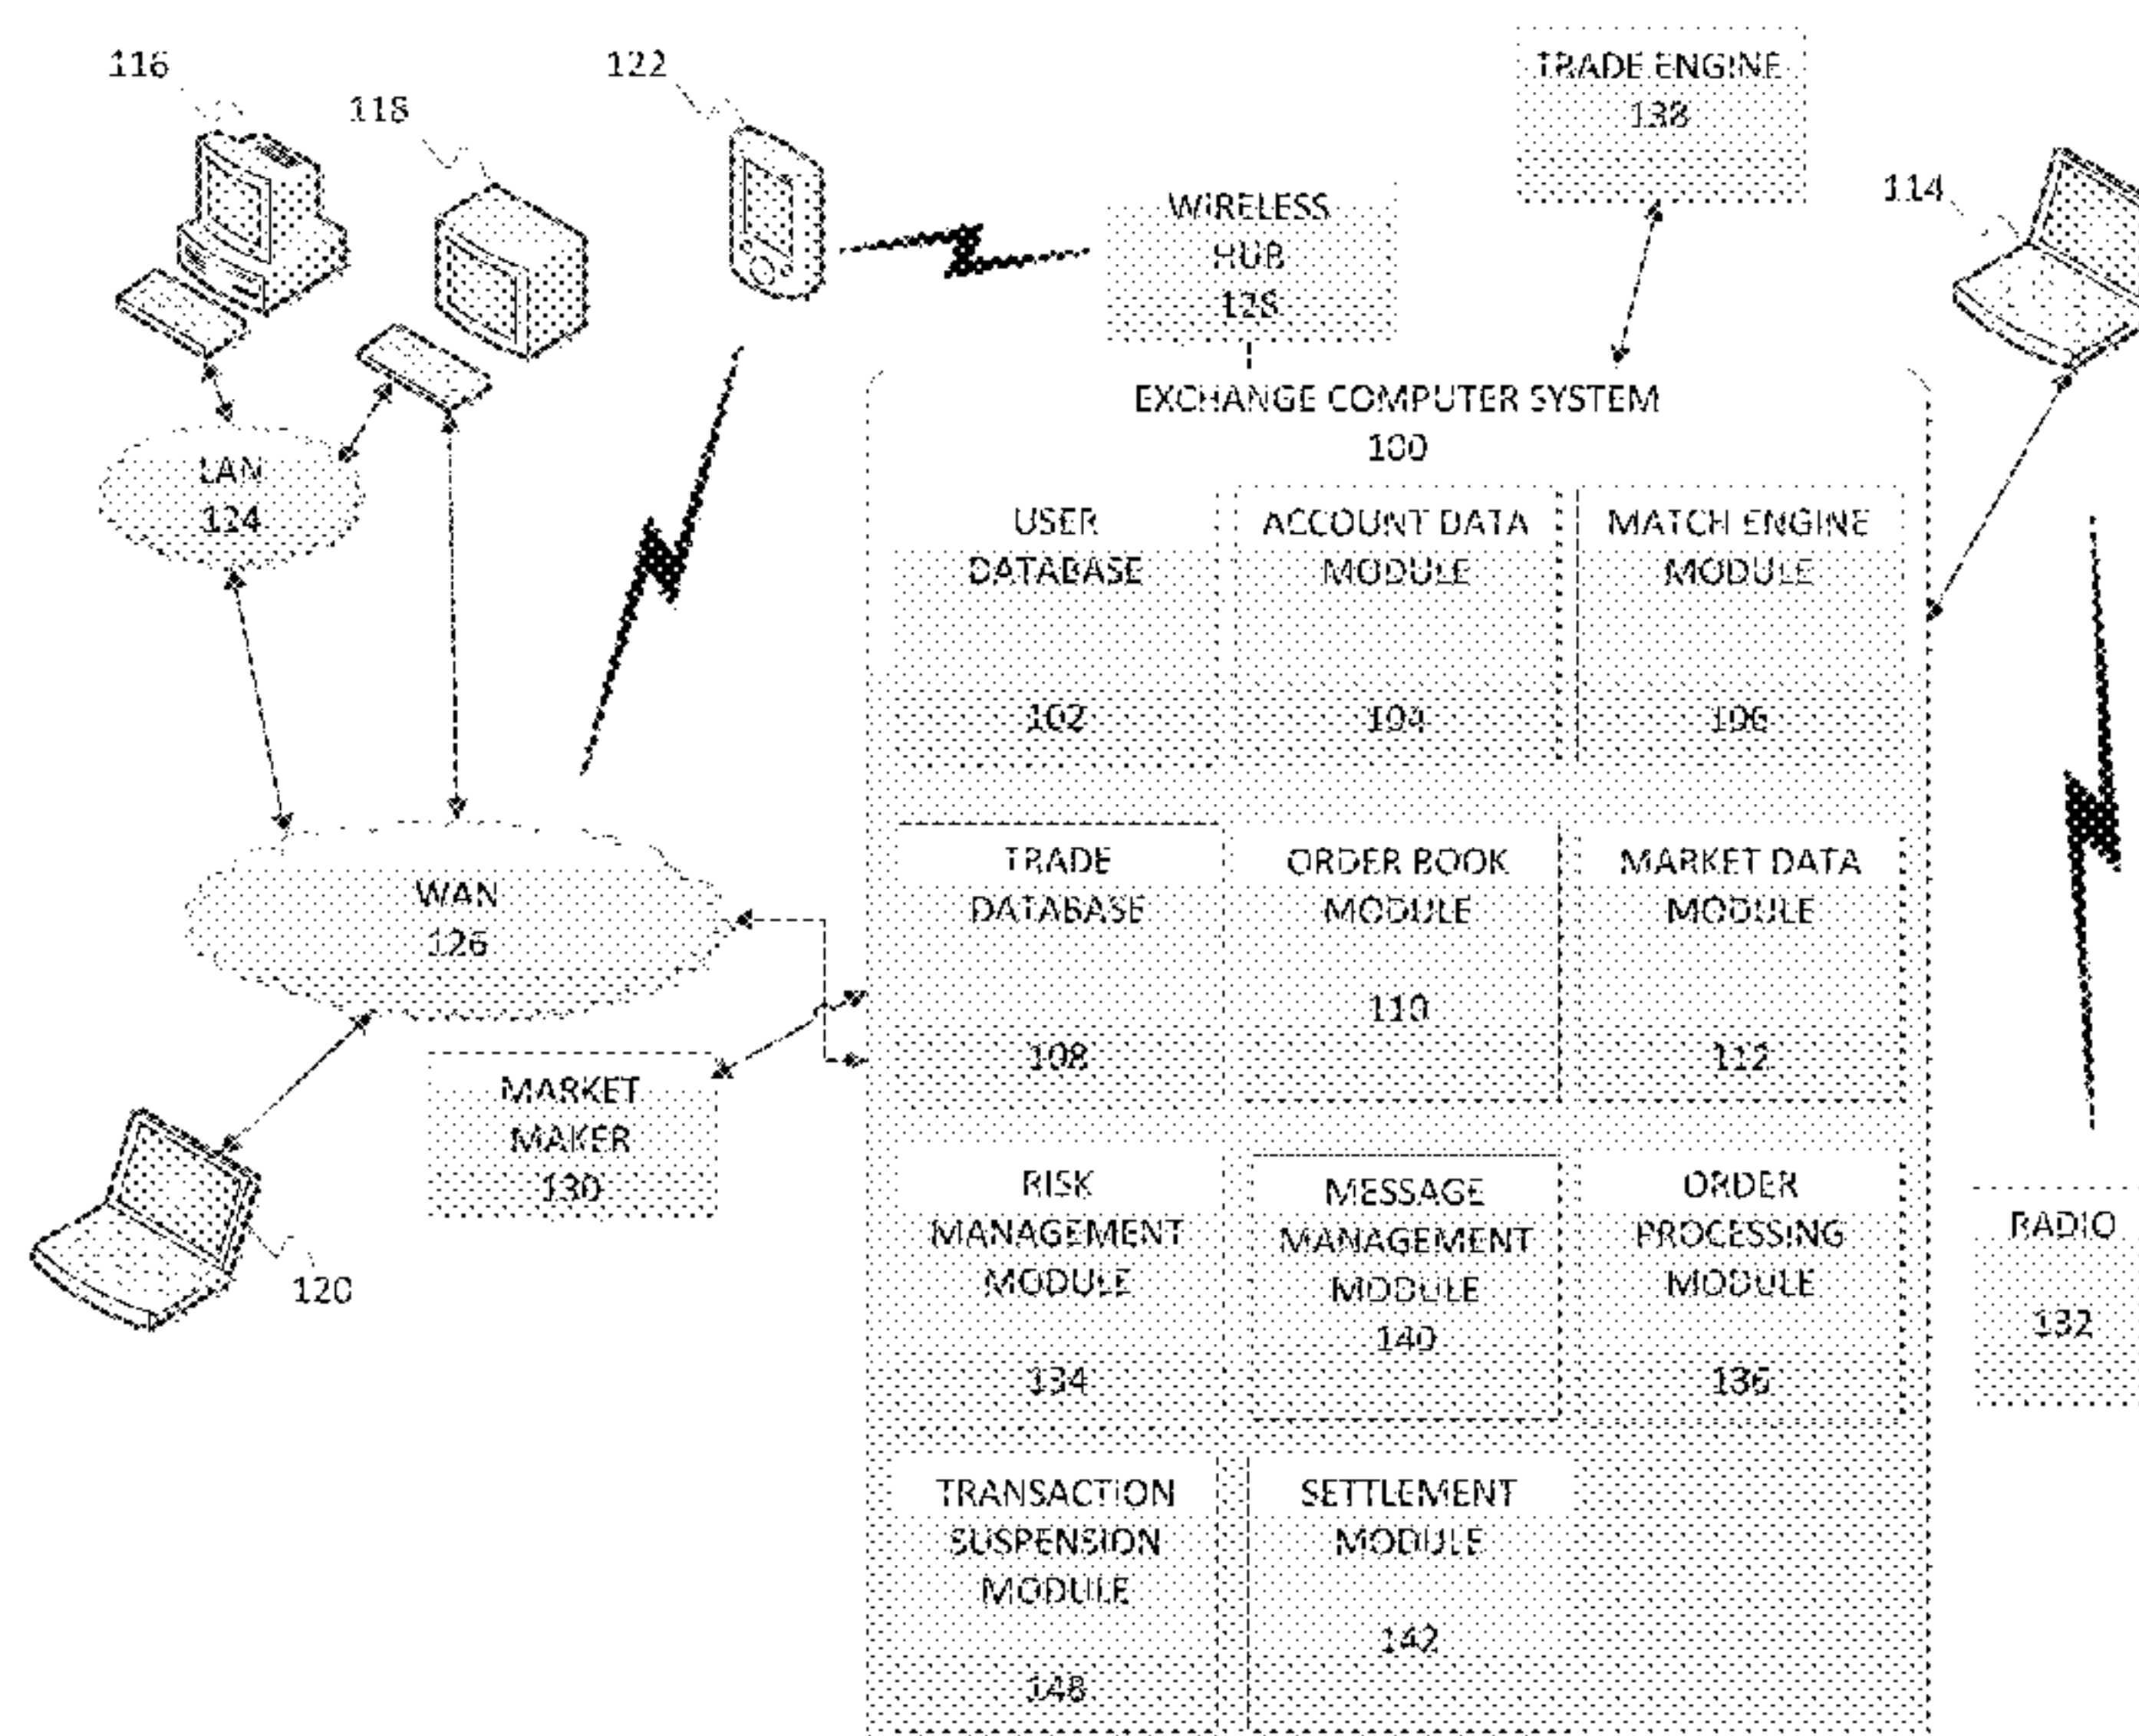 116
118
122
TRADE ENGINE
138
114
WIRELESS
HUB
128
EXCHANGE COMPUTER SYSTEM
100
LAN
124
USER
DATABASE
102
ACCOUNT DATA
MODULE
104
MATCH ENGINE
MODULE
106
WAN
126
TRADE
DATABASE
108
ORDER BOOK
MODULE
110
MARKET DATA
MODULE
112
MARKET
MAKER
130
120
RISK
MANAGEMENT
MODULE
134
MESSAGE
MANAGEMENT
MODULE
140
ORDER
PROCESSING
MODULE
136
RADIO
132
TRANSACTION
SUSPENSION
MODULE
148
SETTLEMENT
MODULE
142